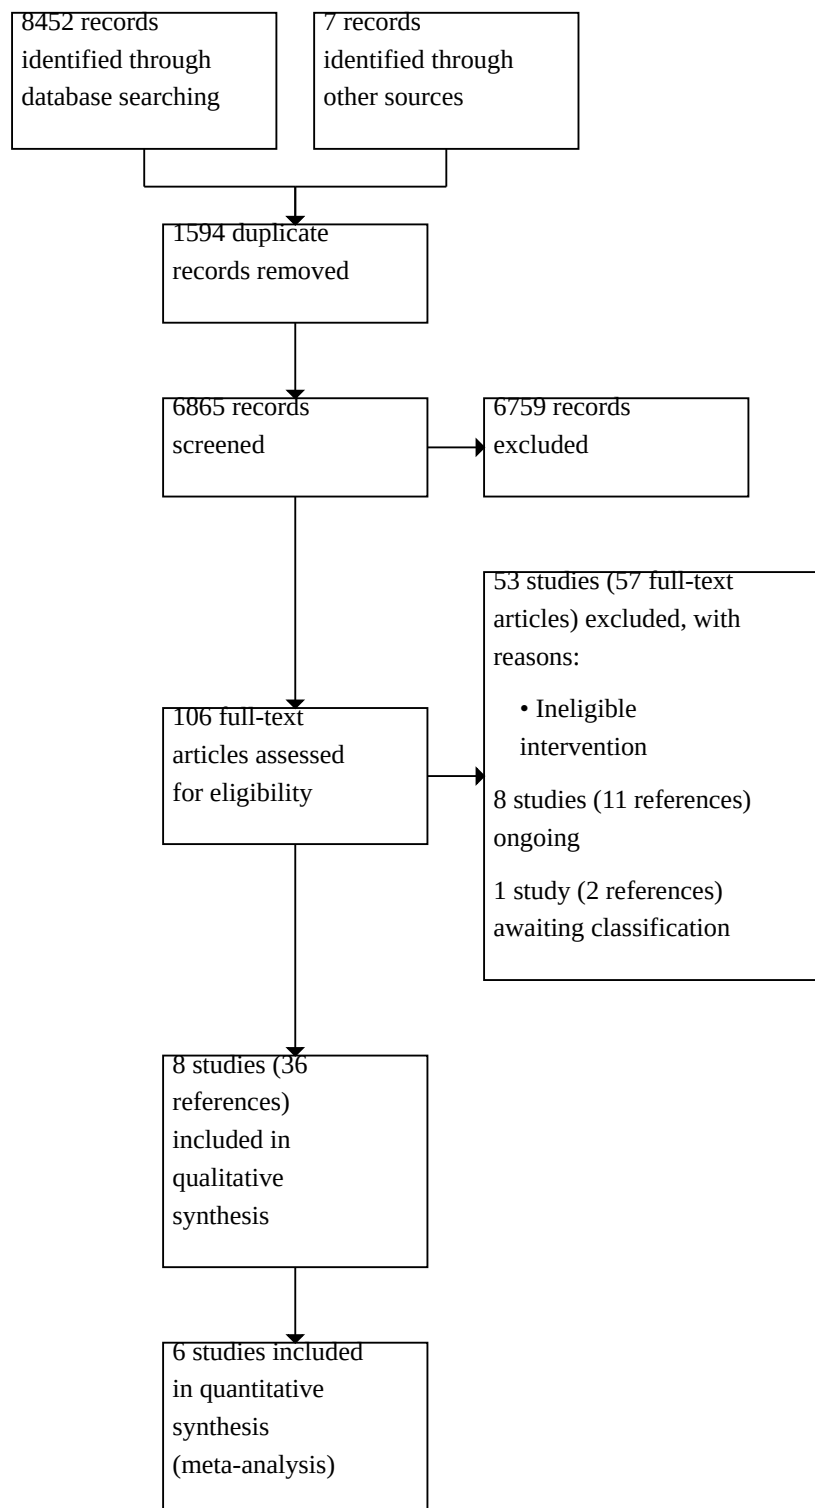 8452 records
identified through
database searching
7 records
identified through
other sources
1594 duplicate
records removed
6865 records
screened
6759 records
excluded
53 studies (57 full-text
articles) excluded, with
reasons:
• Ineligible
intervention
8 studies (11 references)
ongoing
1 study (2 references)
awaiting classification
106 full-text
articles assessed
for eligibility
8 studies (36
references)
included in
qualitative
synthesis
6 studies included
in quantitative
synthesis
(meta-analysis)